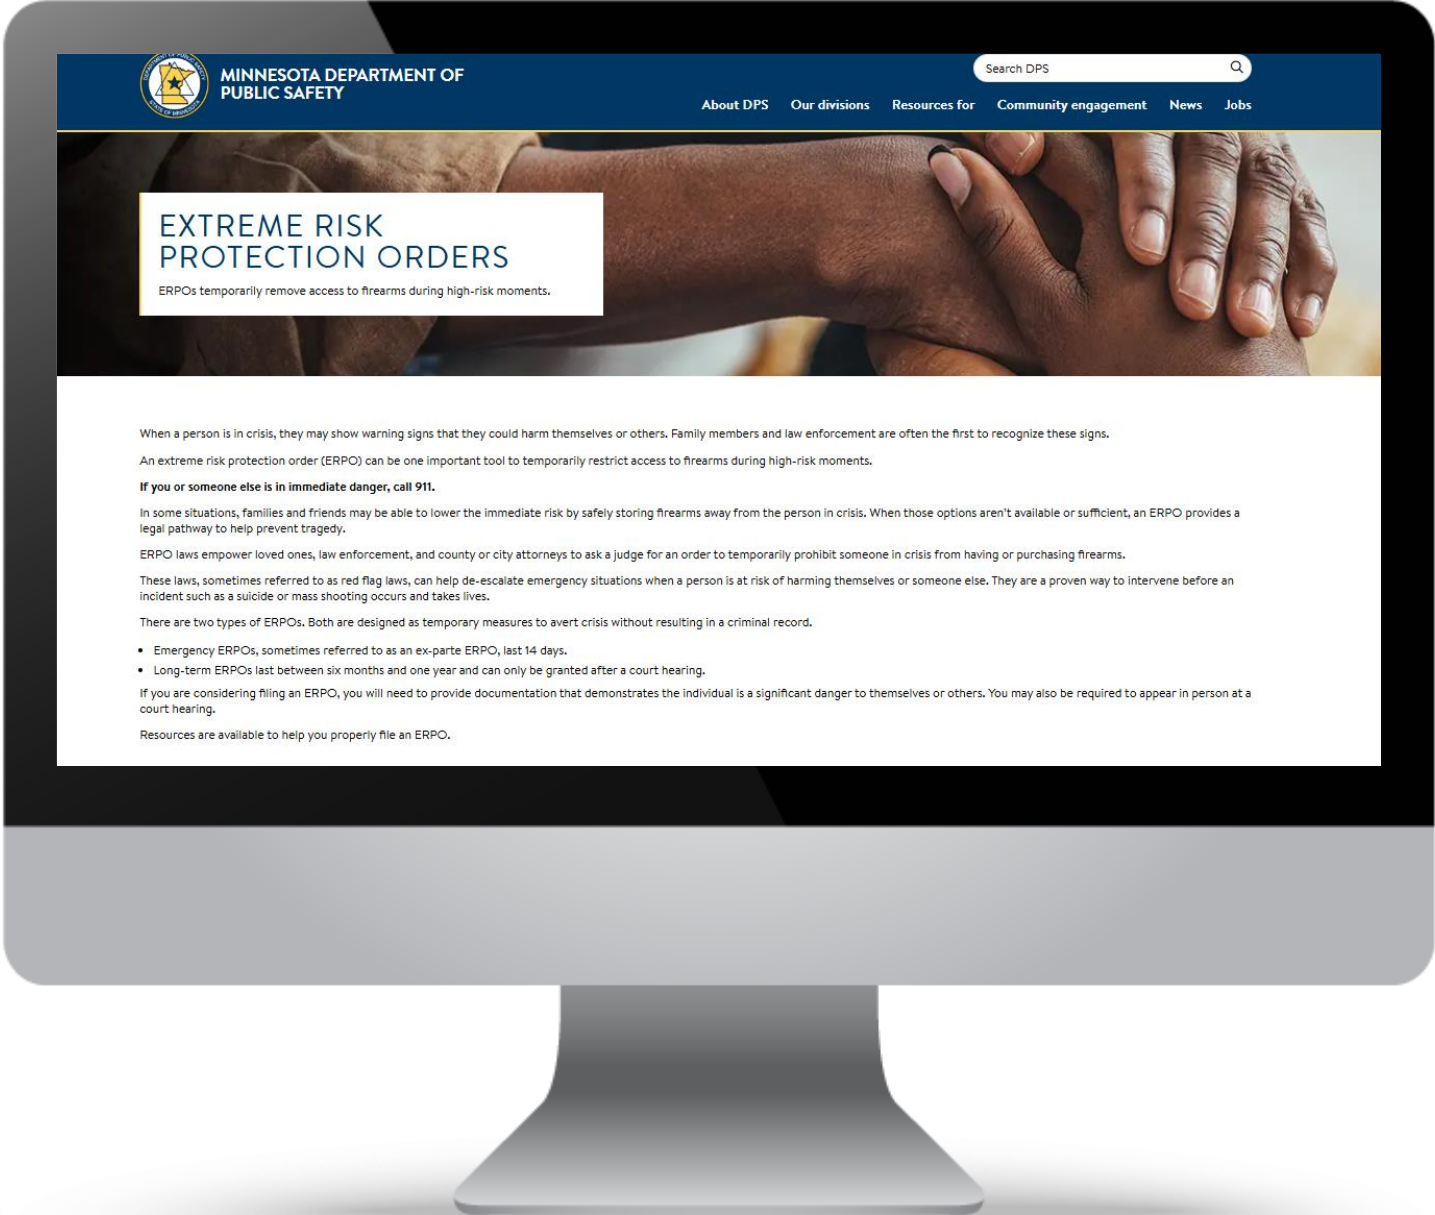 MINNESOTA DEPARTMENT OF
PUBLIC SAFETY
Search DPS
About DPS Our divisions Resources for Community engagement News Jobs
EXTREME RISK
PROTECTION ORDERS
ERPOs temporarily remove access to firearms during high-risk moments.
When a person is in crisis, they may show warning signs that they could harm themselves or others. Family members and law enforcement are often the first to recognize these signs.
An extreme risk protection order (ERPO) can be one important tool to temporarily restrict access to firearms during high-risk moments.
If you or someone else is in immediate danger, call 911.
In some situations, families and friends may be able to lower the immediate risk by safely storing firearms away from the person in crisis. When those options aren't available or sufficient, an ERPO provides a
legal pathway to help prevent tragedy.
ERPO laws empower loved ones, law enforcement, and county or city attorneys to ask a judge for an order to temporarily prohibit someone in crisis from having or purchasing firearms.
These laws, sometimes referred to as red flag laws, can help de-escalate emergency situations when a person is at risk of harming themselves or someone else. They are a proven way to intervene before an
incident such as a suicide or mass shooting occurs and takes lives.
There are two types of ERPOs. Both are designed as temporary measures to avert crisis without resulting in a criminal record.
• Emergency ERPOs, sometimes referred to as an ex-parte ERPO, last 14 days.
• Long-term ERPOs last between six months and one year and can only be granted after a court hearing.
If you are considering filing an ERPO, you will need to provide documentation that demonstrates the individual is a significant danger to themselves or others. You may also be required to appear in person at a
court hearing.
Resources are available to help you properly file an ERPO.